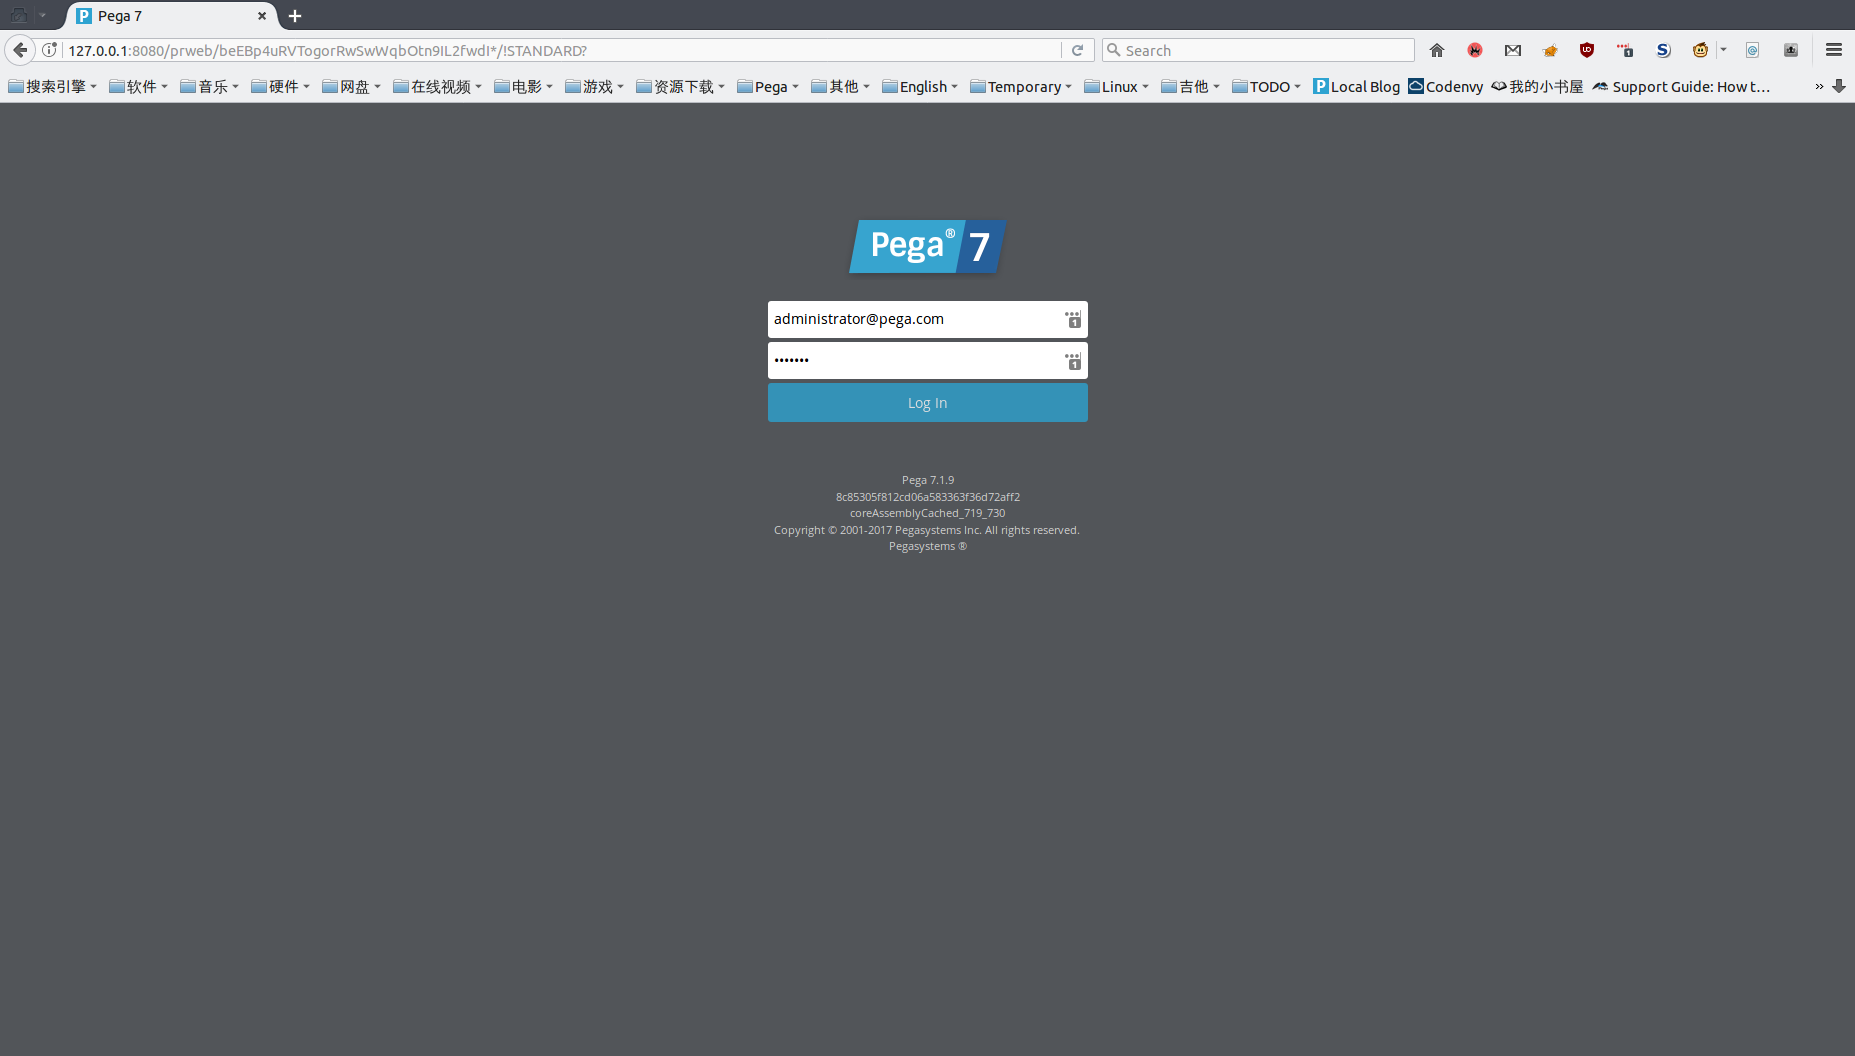 Pega 7
127.0.0.1:8080/prweb/beEBp4uRVTogorRwSwWqbOtn9IL2fwdI*/!STANDARD?
Search
搜索引擎 软件 音乐 硬件 网盘 在线视频 电影 游戏 资源下载 Pega 其他 English Temporary Linux 吉他 TODO Local Blog Codenvy 我的小书屋 Support Guide: How t... »
Pega® 7
administrator@pega.com
•••••••
Log In
Pega 7.1.9
8c85305f812cd06a583363f36d72aff2
coreAssemblyCached_719_730
Copyright © 2001-2017 Pegasystems Inc. All rights reserved.
Pegasystems ®